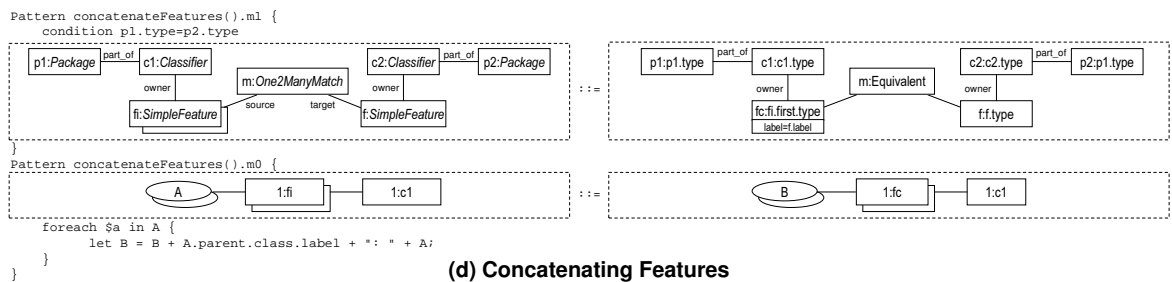 Pattern concatenateFeatures().m1 {
condition p1.type=p2.type
p1:Package part_of c1:Classifier c2:Classifier part_of p2:Package
m:One2ManyMatch
owner source target owner
fi:SimpleFeature f:SimpleFeature
::=
p1:p1.type part_of c1:c1.type c2:c2.type part_of p2:p1.type
m:Equivalent
owner owner
fc:fi.first.type f:f.type
label=f.label
}
Pattern concatenateFeatures().m0 {
A 1:fi 1:c1 ::= B 1:fc 1:c1
foreach $a in A {
let B = B + A.parent.class.label + ": " + A;
}
}
(d) Concatenating Features